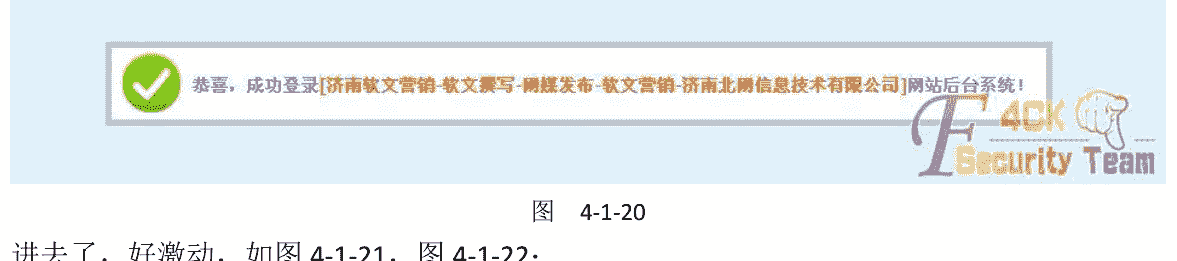 恭喜，成功登录[济南软文营销-软文撰写-网媒发布-软文营销-济南北网信息技术有限公司]网站后台系统！
F4CK
Security Team
图 4-1-20
进去了，好激动，如图 4-1-21，图 4-1-22：